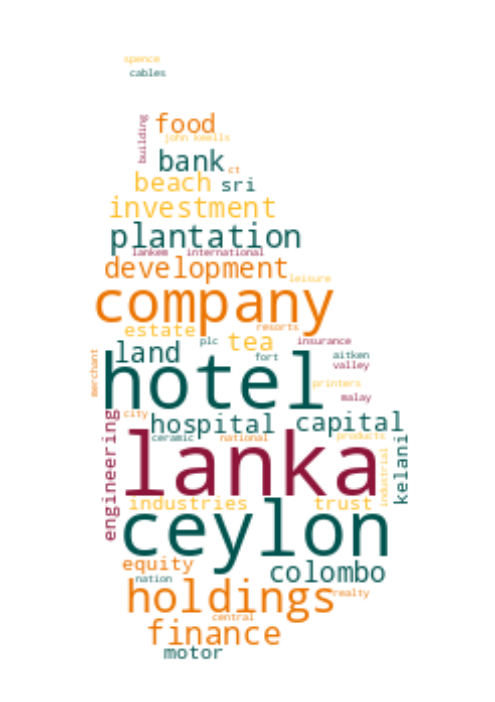 spence
cables
building
food
john keells
bank
ct
beach
sri
investment
plantation
lankem
international
development
leisure
company
estate
resorts
plc
tea
insurance
land
fort
aitken
valley
merchant
hotel
printers
malay
city
engineering
hospital
capital
ceramic
national
products
lanka
industrial
kelani
industries
trust
ceylon
equity
colombo
nation
holdings
realty
central
finance
motor